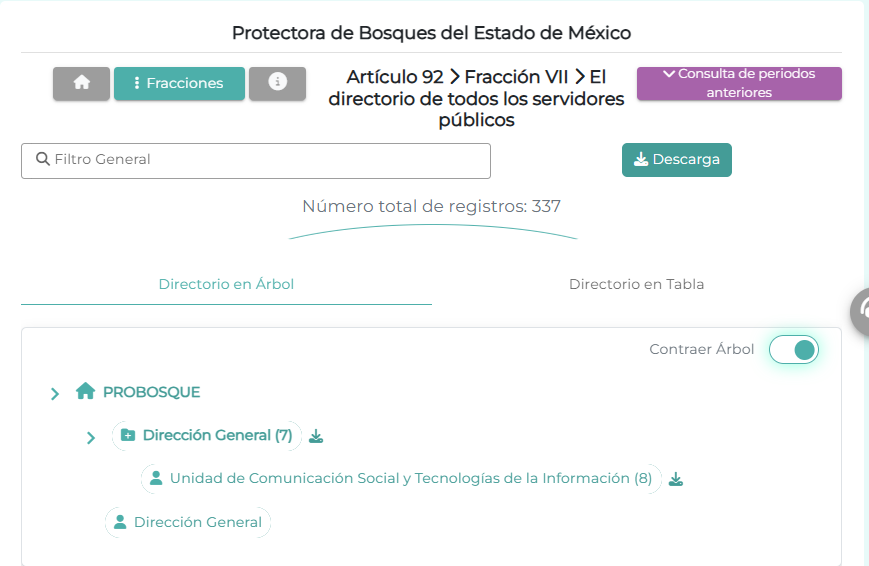 Protectora de Bosques del Estado de México
Fracciones
Artículo 92 > Fracción VII > El
directorio de todos los servidores
públicos
Consulta de periodos
anteriores
Filtro General
Descarga
Número total de registros: 337
Directorio en Árbol
Directorio en Tabla
Contraer Árbol
PROBOSQUE
Dirección General (7)
Unidad de Comunicación Social y Tecnologías de la Información (8)
Dirección General